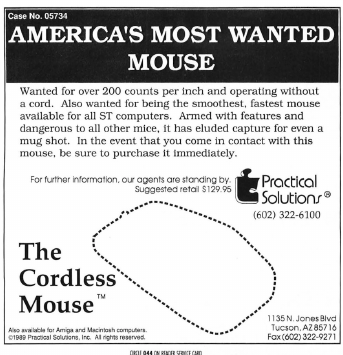 Case No. 05734
AMERICA'S MOST WANTED
MOUSE
Wanted for over 200 counts per inch and operating without
a cord. Also wanted for being the smoothest, fastest mouse
available for all ST computers. Armed with features and
dangerous to all other mice, it has eluded capture for even a
mug shot. In the event that you come in contact with this
mouse, be sure to purchase it immediately.
For further information, our agents are standing by.
Suggested retail $129.95
Practical
Solutions ®
(602) 322-6100
The
Cordless
Mouse™
Also available for Amiga and Macintosh computers.
©1989 Practical Solutions, Inc. All rights reserved.
1135 N. Jones Blvd
Tucson, AZ 85716
Fax (602) 322-9271
CIRCLE 044 ON READER SERVICE CARD